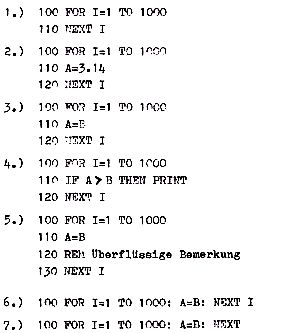 1.) 100 FOR I=1 TO 1000
110 NEXT I
2.) 100 FOR I=1 TO 1000
110 A=3.14
120 NEXT I
3.) 100 FOR I=1 TO 1000
110 A=B
120 NEXT I
4.) 100 FOR I=1 TO 1000
110 IF A > B THEN PRINT
120 NEXT I
5.) 100 FOR I=1 TO 1000
110 A=B
120 REM Überflüssige Bemerkung
130 NEXT I
6.) 100 FOR I=1 TO 1000: A=B: NEXT I
7.) 100 FOR I=1 TO 1000: A=B: NEXT